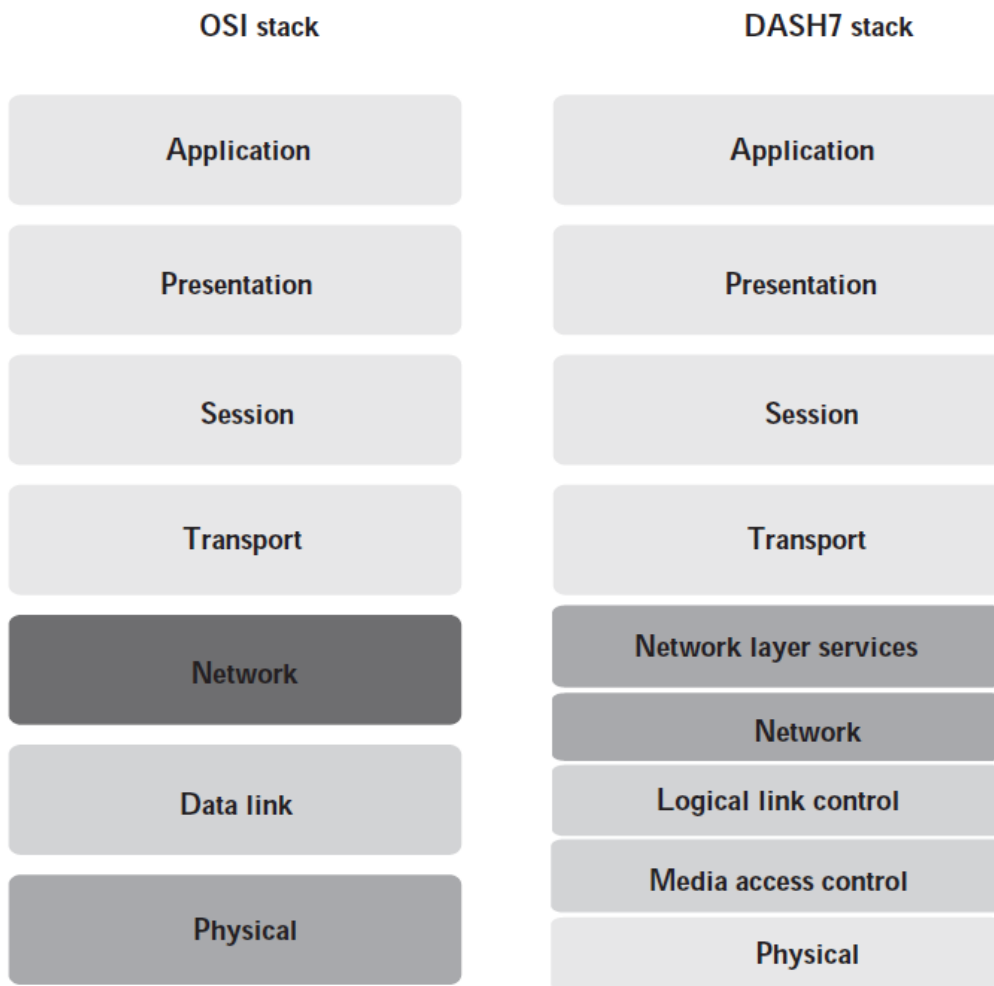 OSI stack
DASH7 stack
Application
Application
Presentation
Presentation
Session
Session
Transport
Transport
Network
Network layer services
Network
Data link
Logical link control
Media access control
Physical
Physical